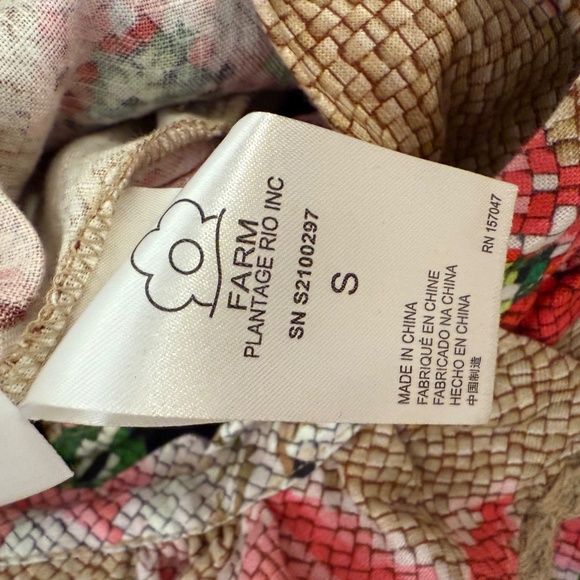 FARM
PLANTAGE RIO INC
SN S2100297
S
MADE IN CHINA
FABRIQUÉ EN CHINE
FABRICADO NA CHINA
HECHO EN CHINA
中国制造
RN 157047